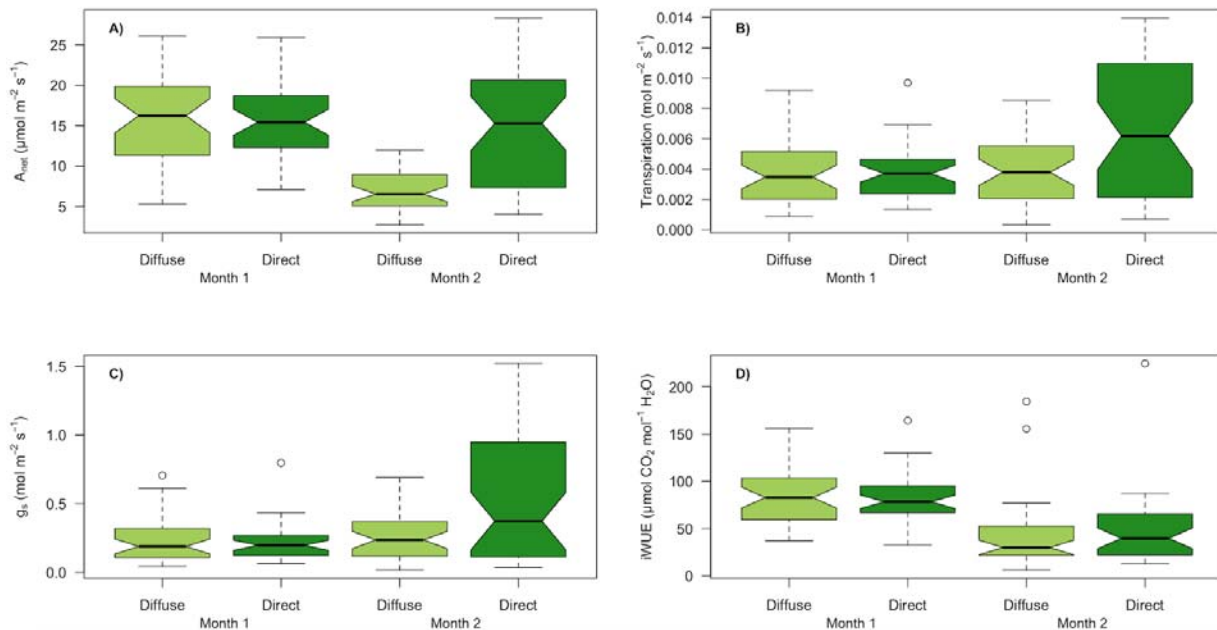 A)
A_net (µmol m⁻² s⁻¹)
25
20
15
10
5
Diffuse Direct Diffuse Direct
Month 1 Month 2
B)
Transpiration (mol m⁻² s⁻¹)
0.014
0.012
0.010
0.008
0.006
0.004
0.002
0.000
Diffuse Direct Diffuse Direct
Month 1 Month 2
C)
g_s (mol m⁻² s⁻¹)
1.5
1.0
0.5
0.0
Diffuse Direct Diffuse Direct
Month 1 Month 2
D)
iWUE (µmol CO₂ mol⁻¹ H₂O)
200
150
100
50
0
Diffuse Direct Diffuse Direct
Month 1 Month 2